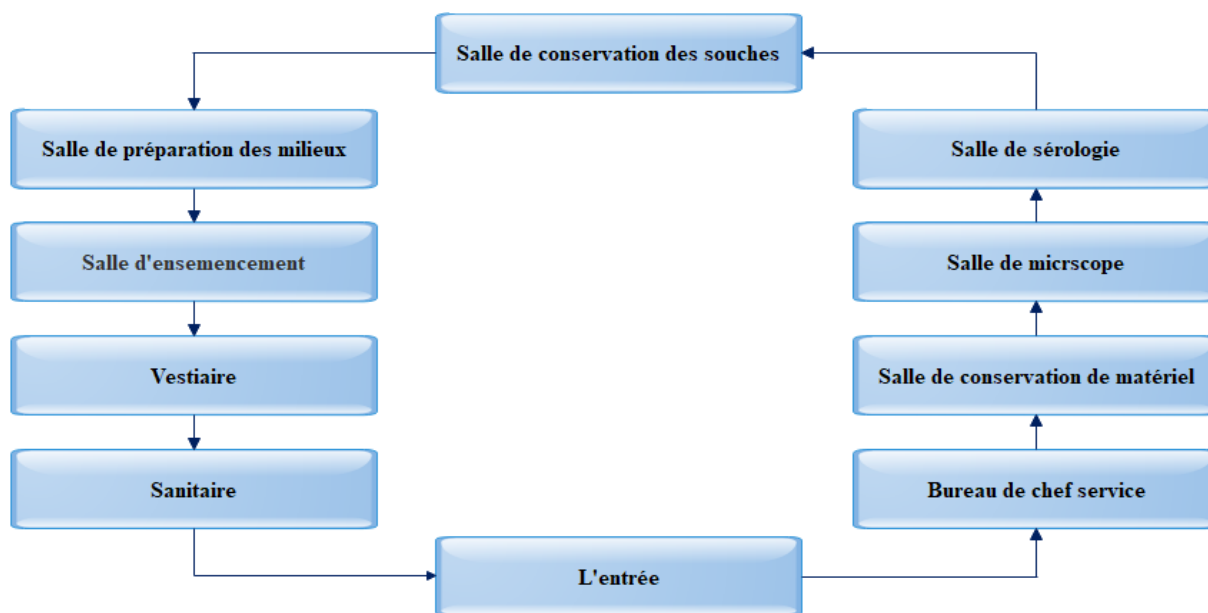 Salle de conservation des souches
Salle de préparation des milieux
Salle de sérologie
Salle d'ensemencement
Salle de micrscope
Vestiaire
Salle de conservation de matériel
Sanitaire
Bureau de chef service
L'entrée